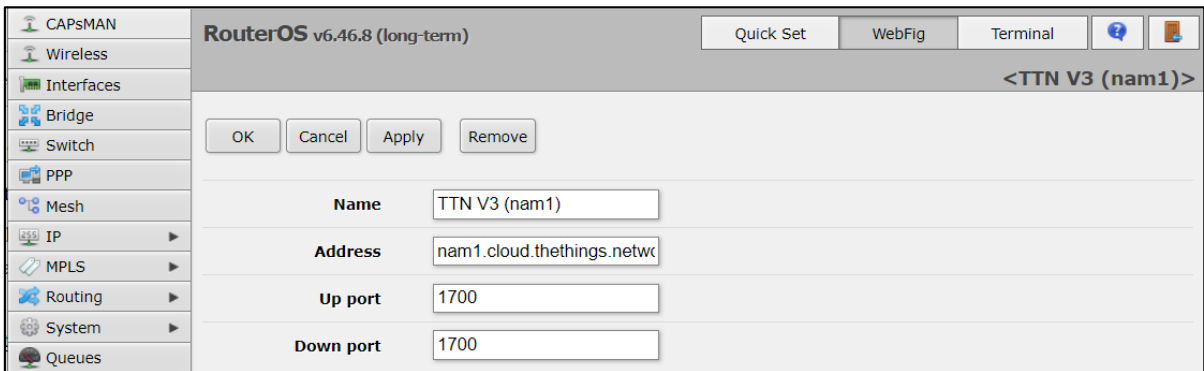 CAPsMAN
Wireless
Interfaces
Bridge
Switch
PPP
Mesh
255 IP
MPLS
Routing
System
Queues
RouterOS v6.46.8 (long-term)
Quick Set WebFig Terminal
<TTN V3 (nam1)>
OK Cancel Apply Remove
Name TTN V3 (nam1)
Address nam1.cloud.thethings.netwo
Up port 1700
Down port 1700